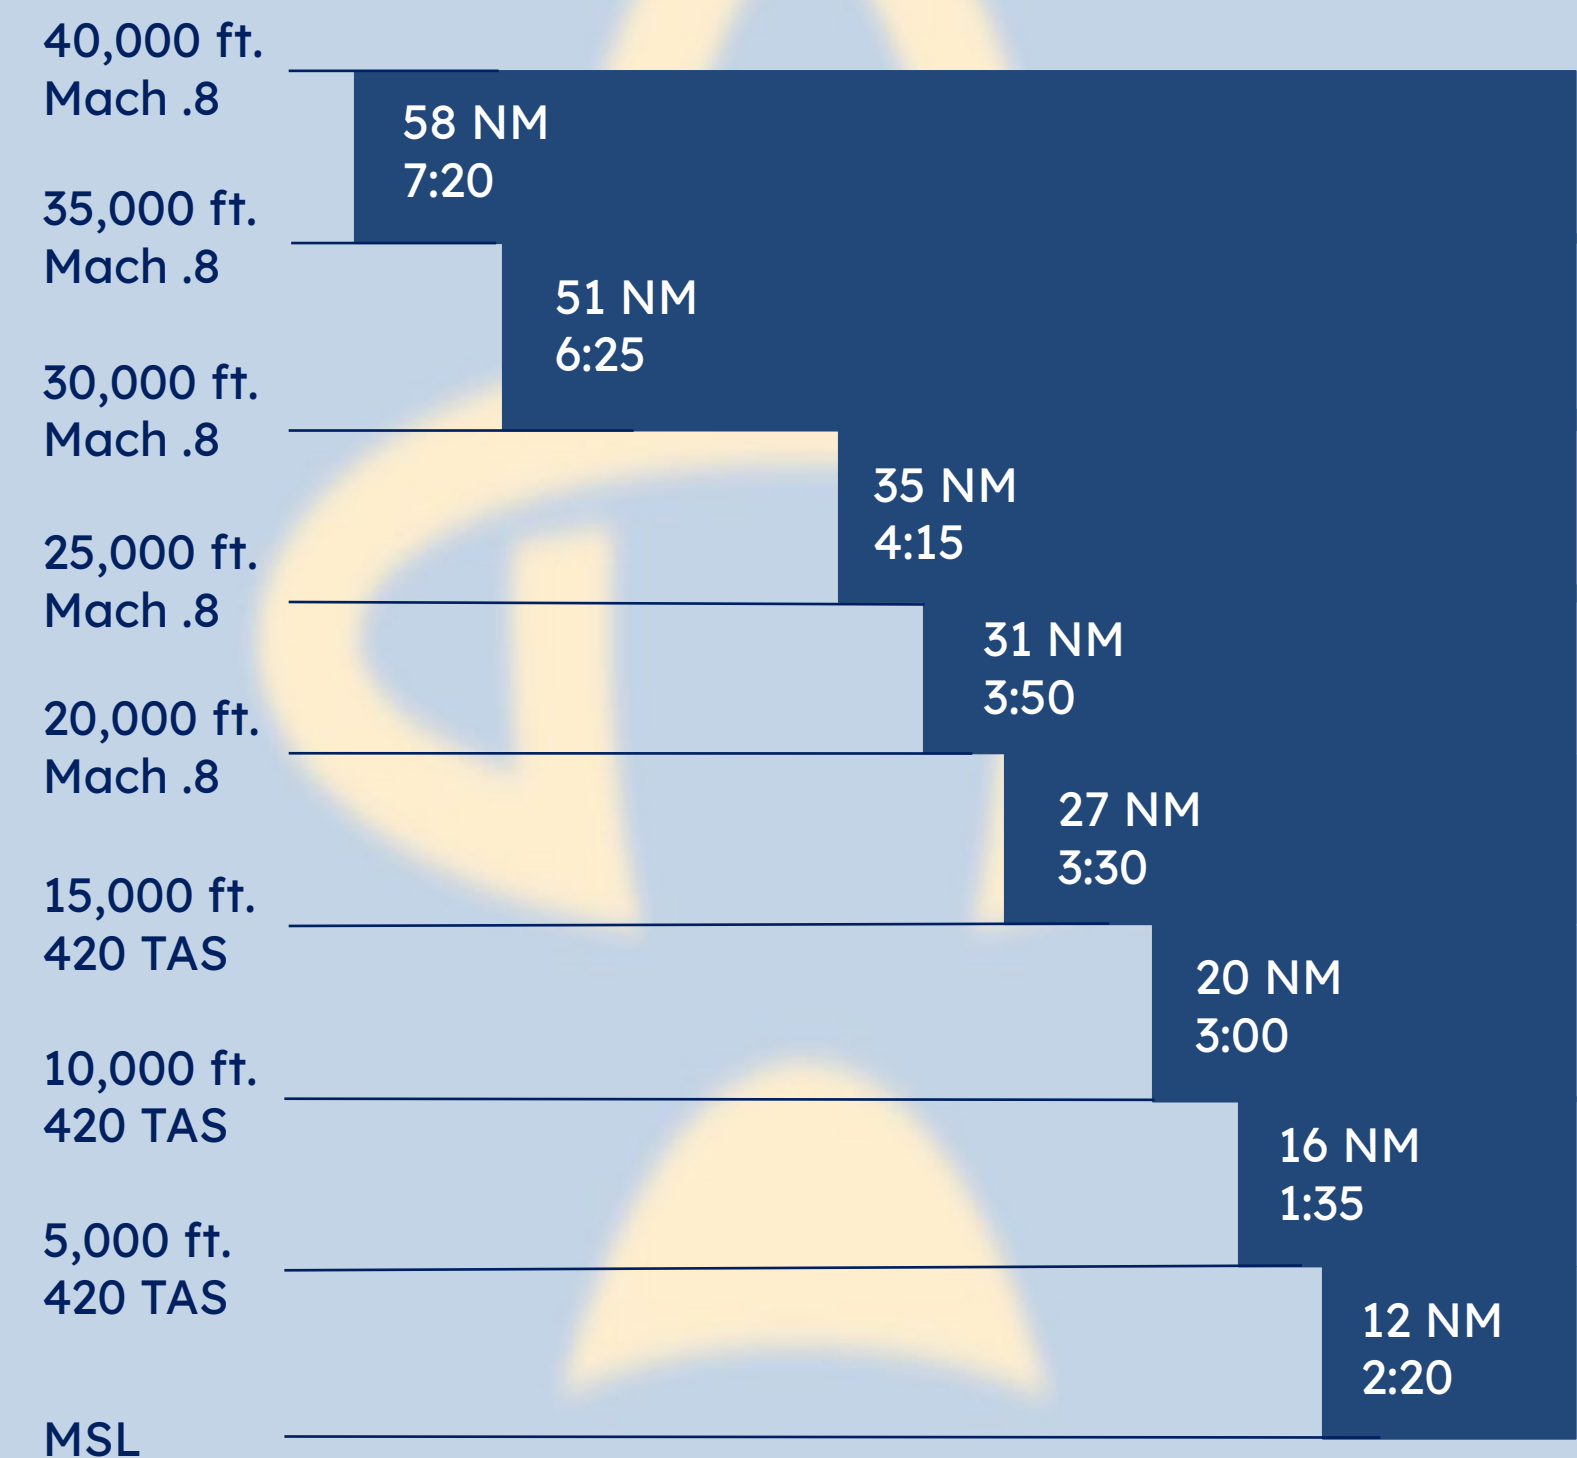 40,000 ft.
Mach .8
58 NM
7:20
35,000 ft.
Mach .8
51 NM
6:25
30,000 ft.
Mach .8
35 NM
4:15
25,000 ft.
Mach .8
31 NM
3:50
20,000 ft.
Mach .8
27 NM
3:30
15,000 ft.
420 TAS
20 NM
3:00
10,000 ft.
420 TAS
16 NM
1:35
5,000 ft.
420 TAS
12 NM
2:20
MSL